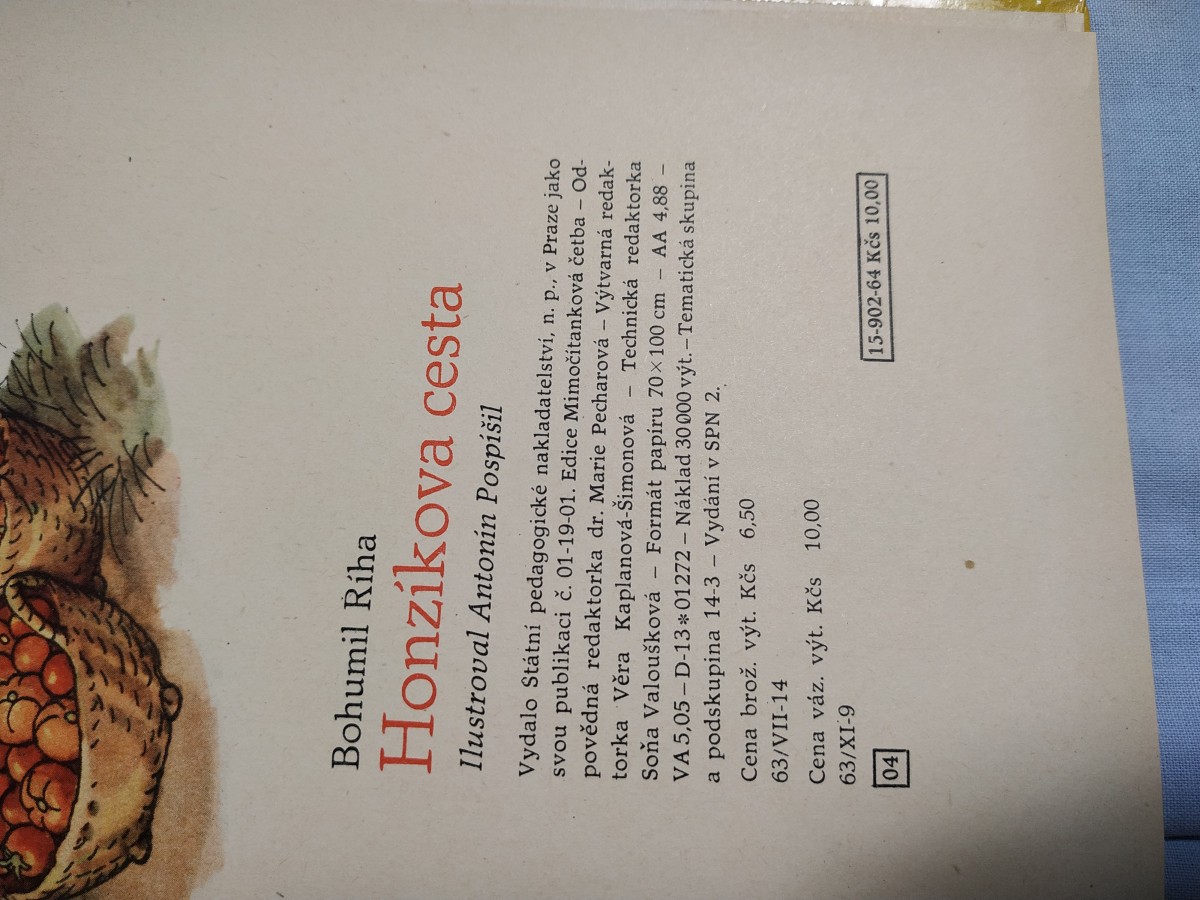 Bohumil Říha
Honzíkova cesta
Ilustroval Antonín Pospíšil
Vydalo Státní pedagogické nakladatelství, n. p., v Praze jako
svou publikaci č. 01-19-01. Edice Mimočítanková četba – Od-
povědná redaktorka dr. Marie Pecharová – Výtvarná redak-
torka Věra Kaplanová-Šimonová – Technická redaktorka
Soňa Valoušková – Formát papíru 70×100 cm – AA 4,88 –
VA 5,05 – D-13*01272 – Náklad 30 000 výt. – Tematická skupina
a podskupina 14-3 – Vydání v SPN 2.
Cena brož. výt. Kčs 6,50
63/VII-14
Cena váz. výt. Kčs 10,00
63/XI-9
04
15-902-64 Kčs 10,00